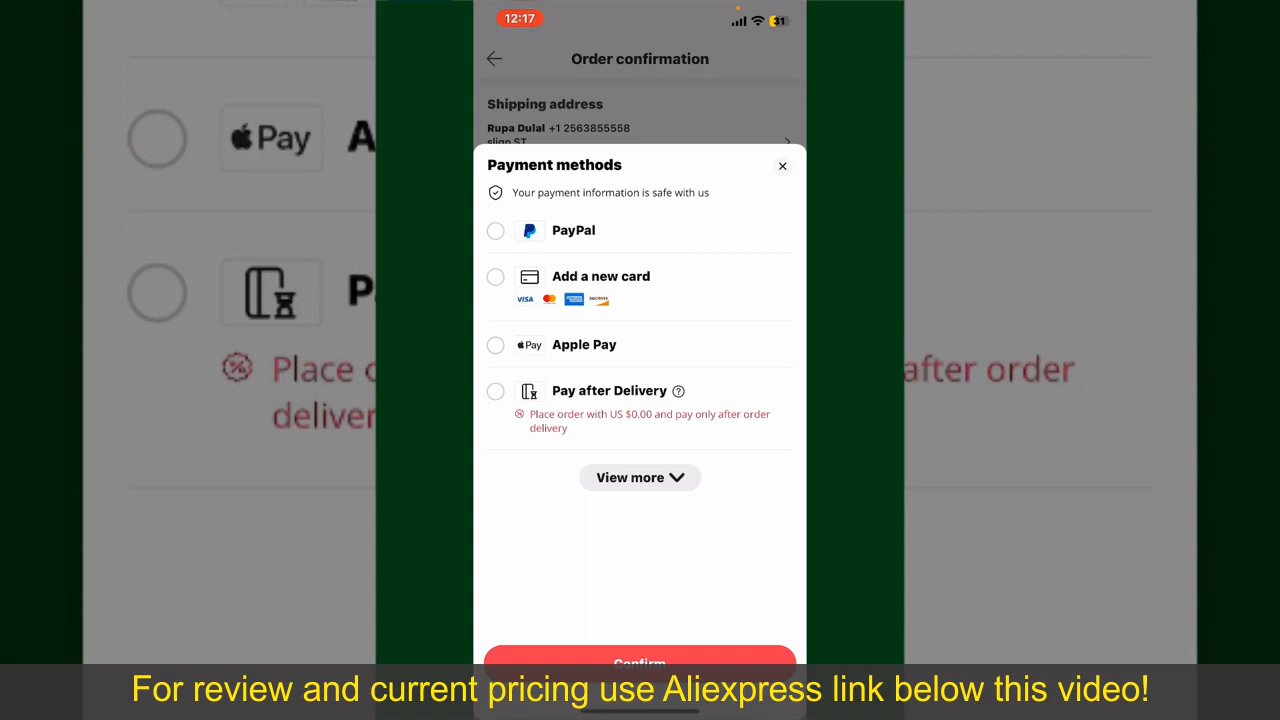 12:17
31
Order confirmation
Shipping address
Rupa Dulal +1 2563855558
sligo ST
Payment methods
Your payment information is safe with us
PayPal
Add a new card
VISA
DISCOVER
Pay Apple Pay
Pay after Delivery ?
Place order with US $0.00 and pay only after order
delivery
View more
Confirm
Pay A
P
Place o
deliver
after order
For review and current pricing use Aliexpress link below this video!